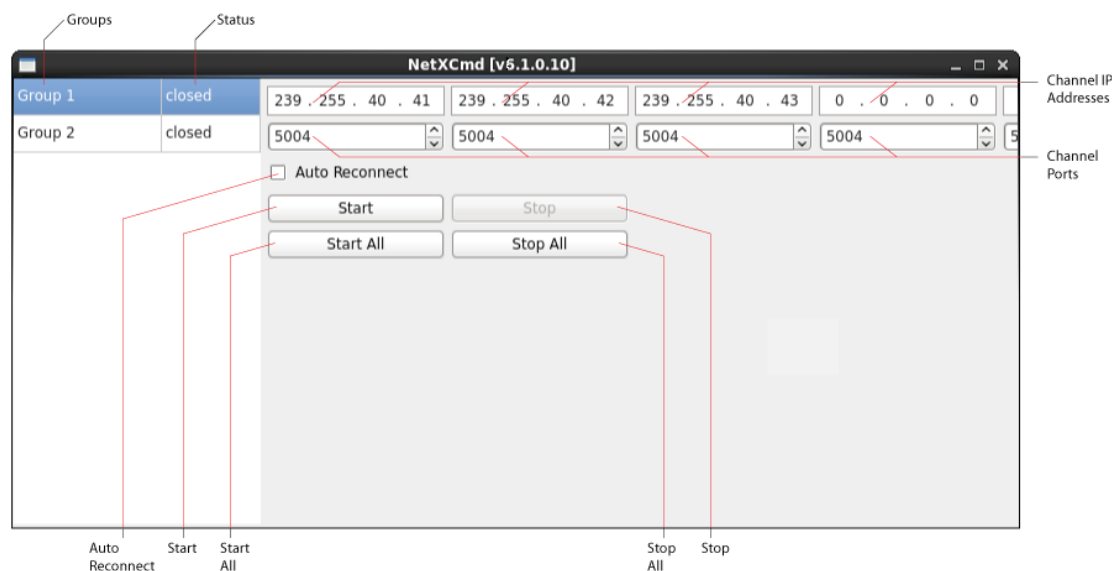 Groups
Status
NetXCmd [v6.1.0.10]
Channel IP
Addresses
Group 1 closed 239 . 255 . 40 . 41 239 . 255 . 40 . 42 239 . 255 . 40 . 43 0 . 0 . 0 . 0
Group 2 closed 5004 5004 5004 5004 5
Channel
Ports
Auto Reconnect
Start Stop
Start All Stop All
Auto
Reconnect
Start
Start
All
Stop
All
Stop